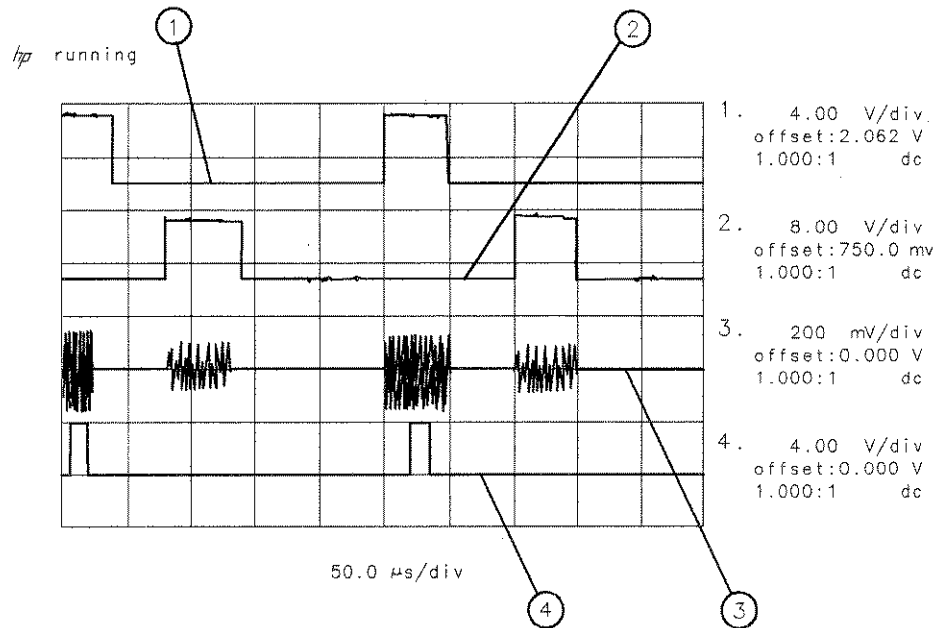 1
2
hp running
1. 4.00 V/div
offset:2.062 V
1.000:1 dc
2. 8.00 V/div
offset:750.0 mv
1.000:1 dc
3. 200 mV/div
offset:0.000 V
1.000:1 dc
4. 4.00 V/div
offset:0.000 V
1.000:1 dc
50.0 µs/div
4
3